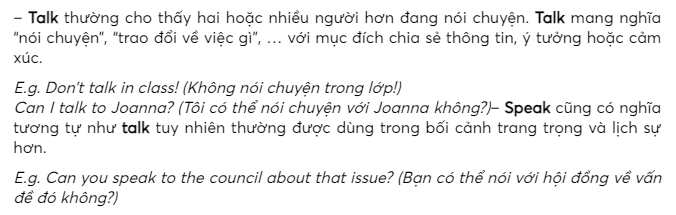 – Talk thường cho thấy hai hoặc nhiều người hơn đang nói chuyện. Talk mang nghĩa
"nói chuyện", "trao đổi về việc gì", ... với mục đích chia sẻ thông tin, ý tưởng hoặc cảm
xúc.
E.g. Don't talk in class! (Không nói chuyện trong lớp!)
Can I talk to Joanna? (Tôi có thể nói chuyện với Joanna không?)– Speak cũng có nghĩa
tương tự như talk tuy nhiên thường được dùng trong bối cảnh trang trọng và lịch sự
hơn.
E.g. Can you speak to the council about that issue? (Bạn có thể nói với hội đồng về vấn
đề đó không?)